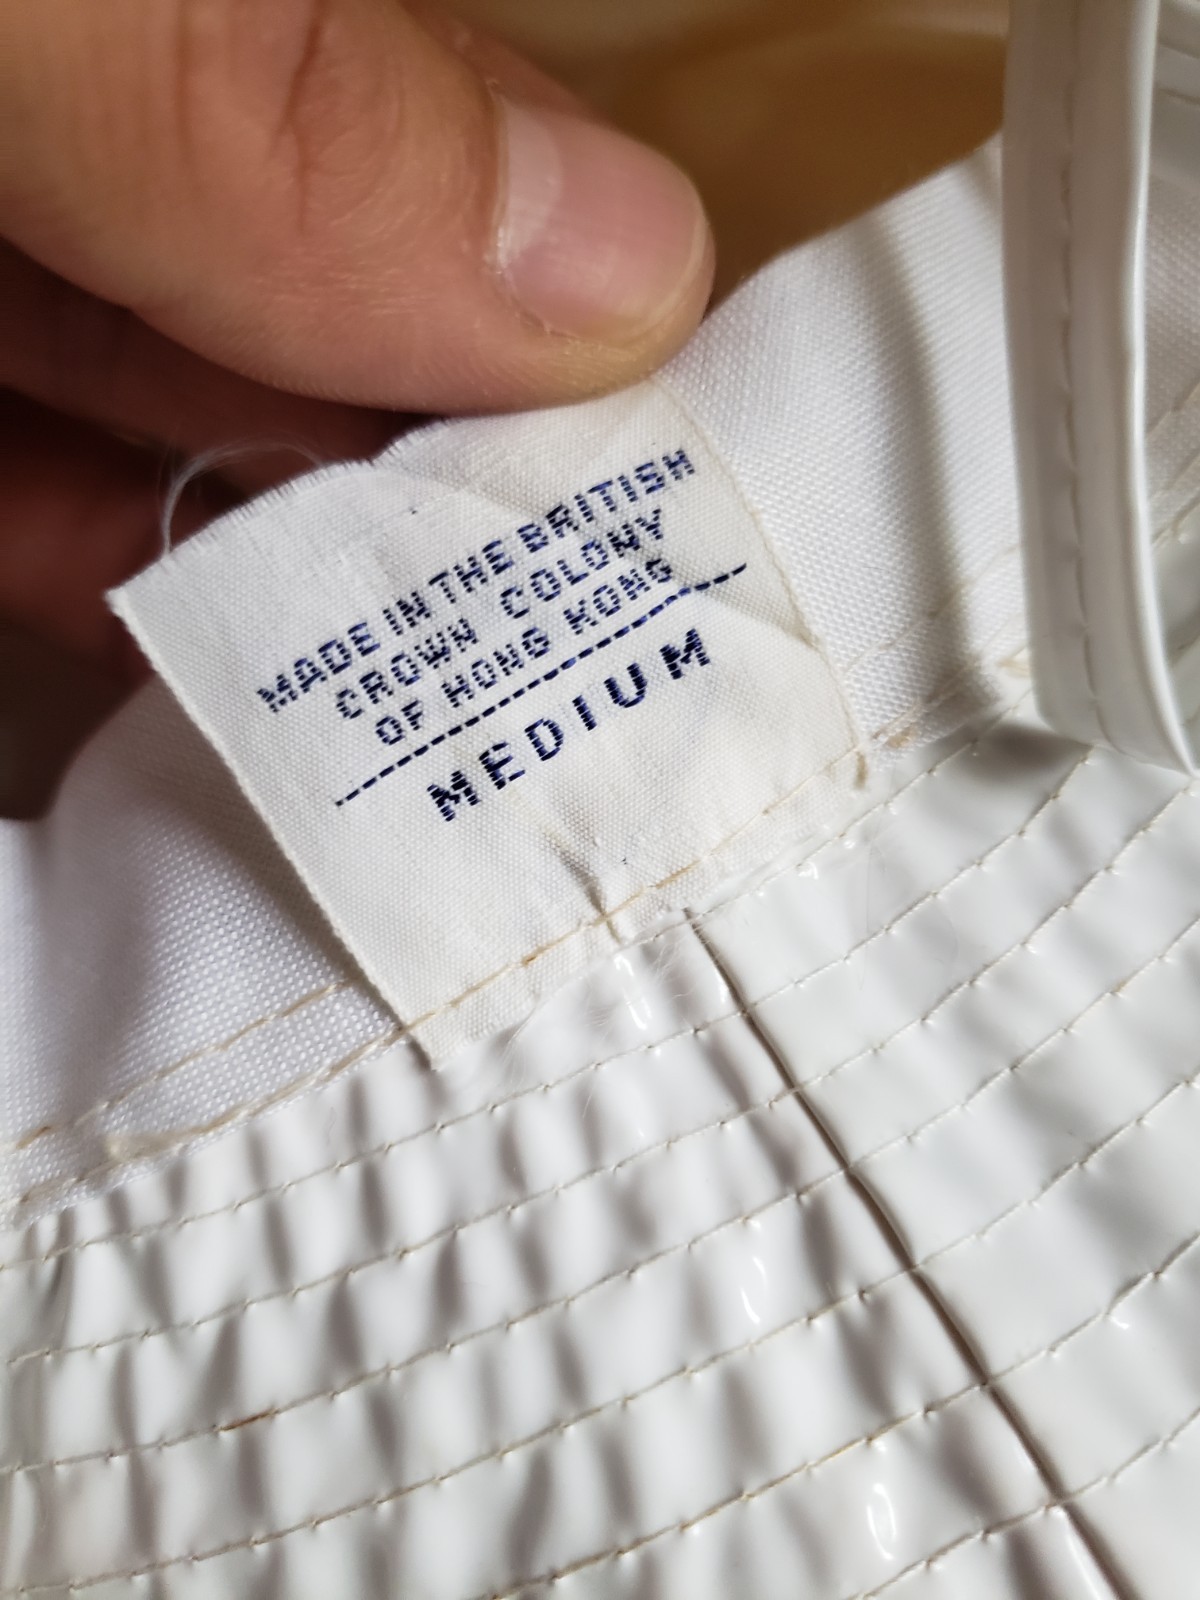 MADE IN THE BRITISH
CROWN COLONY
OF HONG KONG
MEDIUM